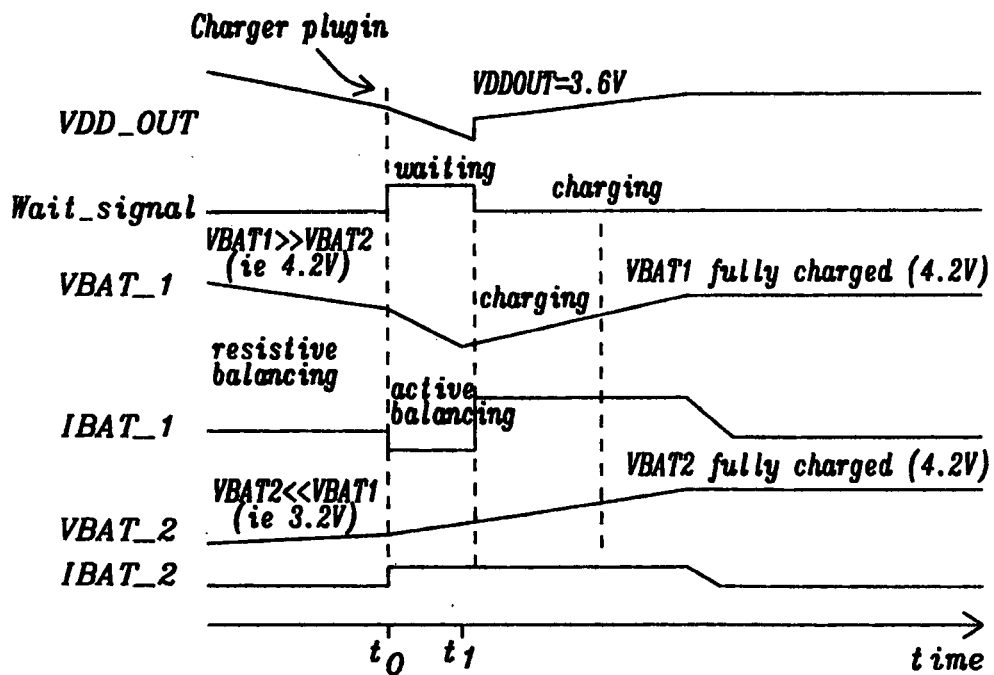 Charger plugin
VDDOUT=3.6V
VDD_OUT
waiting
charging
Wait_signal
VBAT1>>VBAT2
(ie 4.2V)
VBAT1 fully charged (4.2V)
VBAT_1
charging
resistive
balancing
active
balancing
IBAT_1
VBAT2 fully charged (4.2V)
VBAT2<<VBAT1
(ie 3.2V)
VBAT_2
IBAT_2
t0 t1 time